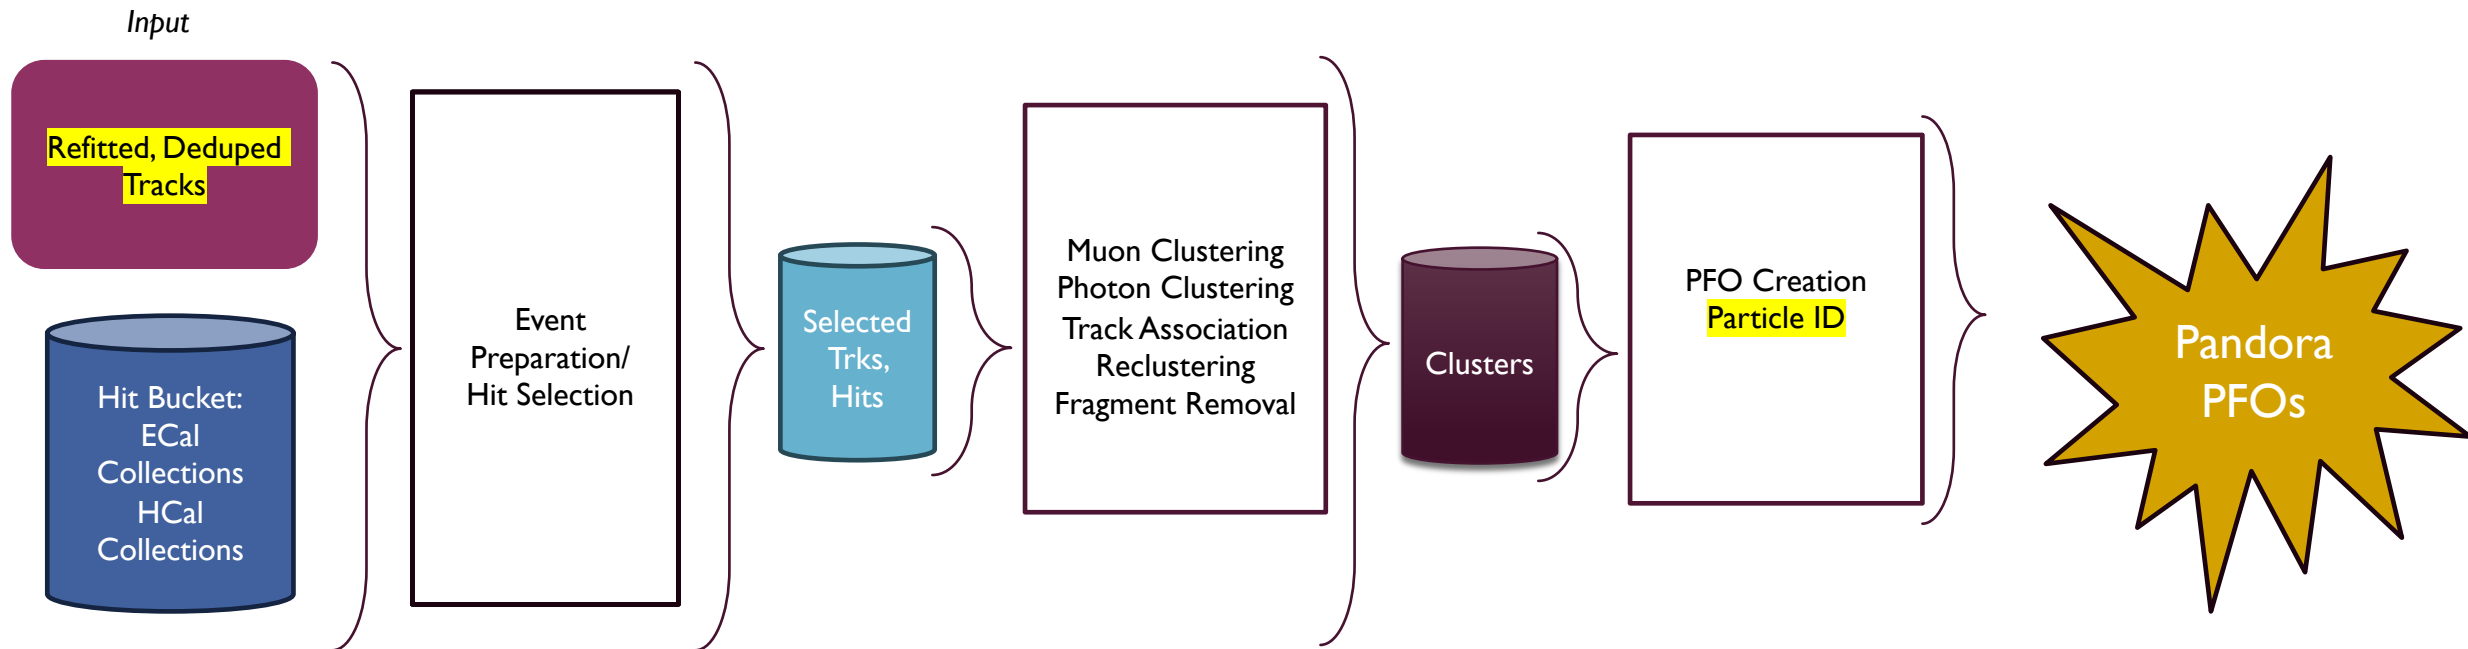 Input
Refitted, Deduped
Tracks
Hit Bucket:
ECal
Collections
HCal
Collections
Event
Preparation/
Hit Selection
Selected
Trks,
Hits
Muon Clustering
Photon Clustering
Track Association
Reclustering
Fragment Removal
Clusters
PFO Creation
Particle ID
Pandora
PFOs